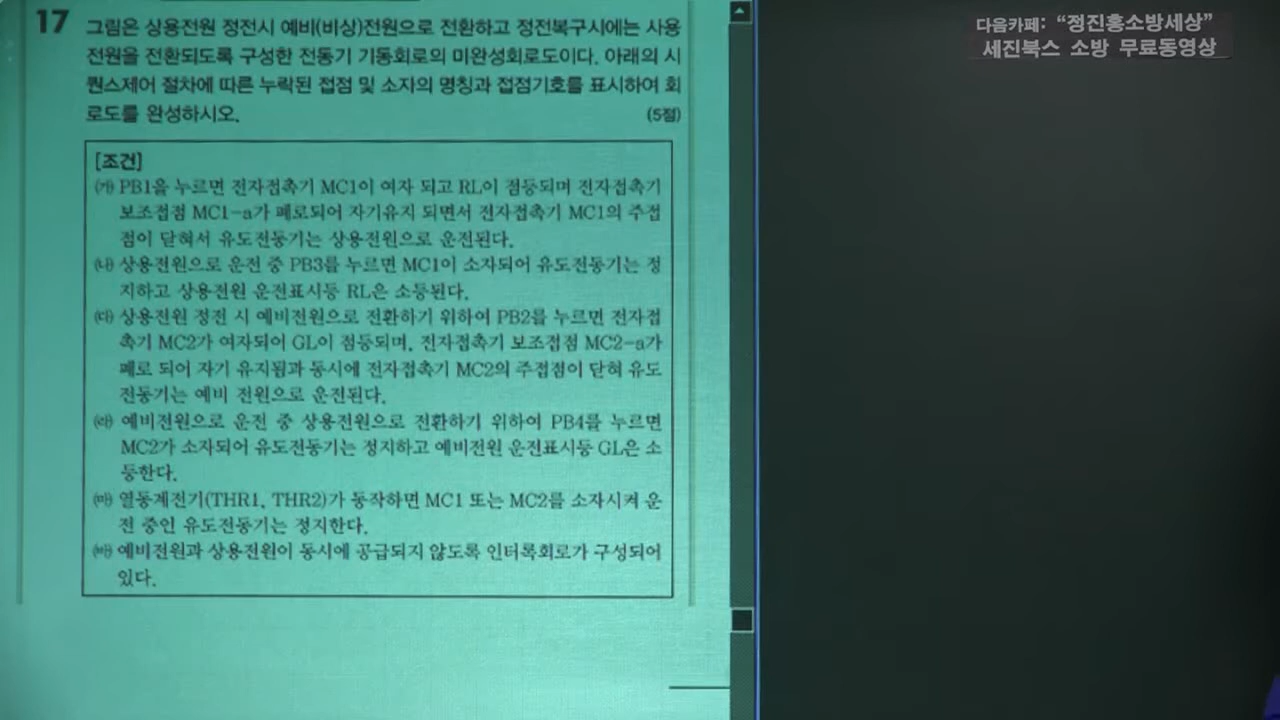 17
그림은 상용전원 정전시 예비(비상)전원으로 전환하고 정전복구시에는 사용
전원을 전환되도록 구성한 전동기 기동회로의 미완성회로도이다. 아래의 시
퀀스제어 절차에 따른 누락된 접점 및 소자의 명칭과 접점기호를 표시하여 회
로도를 완성하시오. (5점)
[조건]
㈎ PB1을 누르면 전자접촉기 MC1이 여자 되고 RL이 점등되며 전자접촉기
보조접점 MC1-a가 폐로되어 자기유지 되면서 전자접촉기 MC1의 주접
점이 닫혀서 유도전동기는 상용전원으로 운전된다.
㈏ 상용전원으로 운전 중 PB3를 누르면 MC1이 소자되어 유도전동기는 정
지하고 상용전원 운전표시등 RL은 소등된다.
㈐ 상용전원 정전 시 예비전원으로 전환하기 위하여 PB2를 누르면 전자접
촉기 MC2가 여자되어 GL이 점등되며, 전자접촉기 보조접점 MC2-a가
폐로 되어 자기 유지됨과 동시에 전자접촉기 MC2의 주접점이 닫혀 유도
전동기는 예비 전원으로 운전된다.
㈑ 예비전원으로 운전 중 상용전원으로 전환하기 위하여 PB4를 누르면
MC2가 소자되어 유도전동기는 정지하고 예비전원 운전표시등 GL은 소
등한다.
㈒ 열동계전기(THR1, THR2)가 동작하면 MC1 또는 MC2를 소자시켜 운
전 중인 유도전동기는 정지한다.
㈓ 예비전원과 상용전원이 동시에 공급되지 않도록 인터록회로가 구성되어
있다.
다음카페: “정진홍소방세상”
세진북스 소방 무료동영상